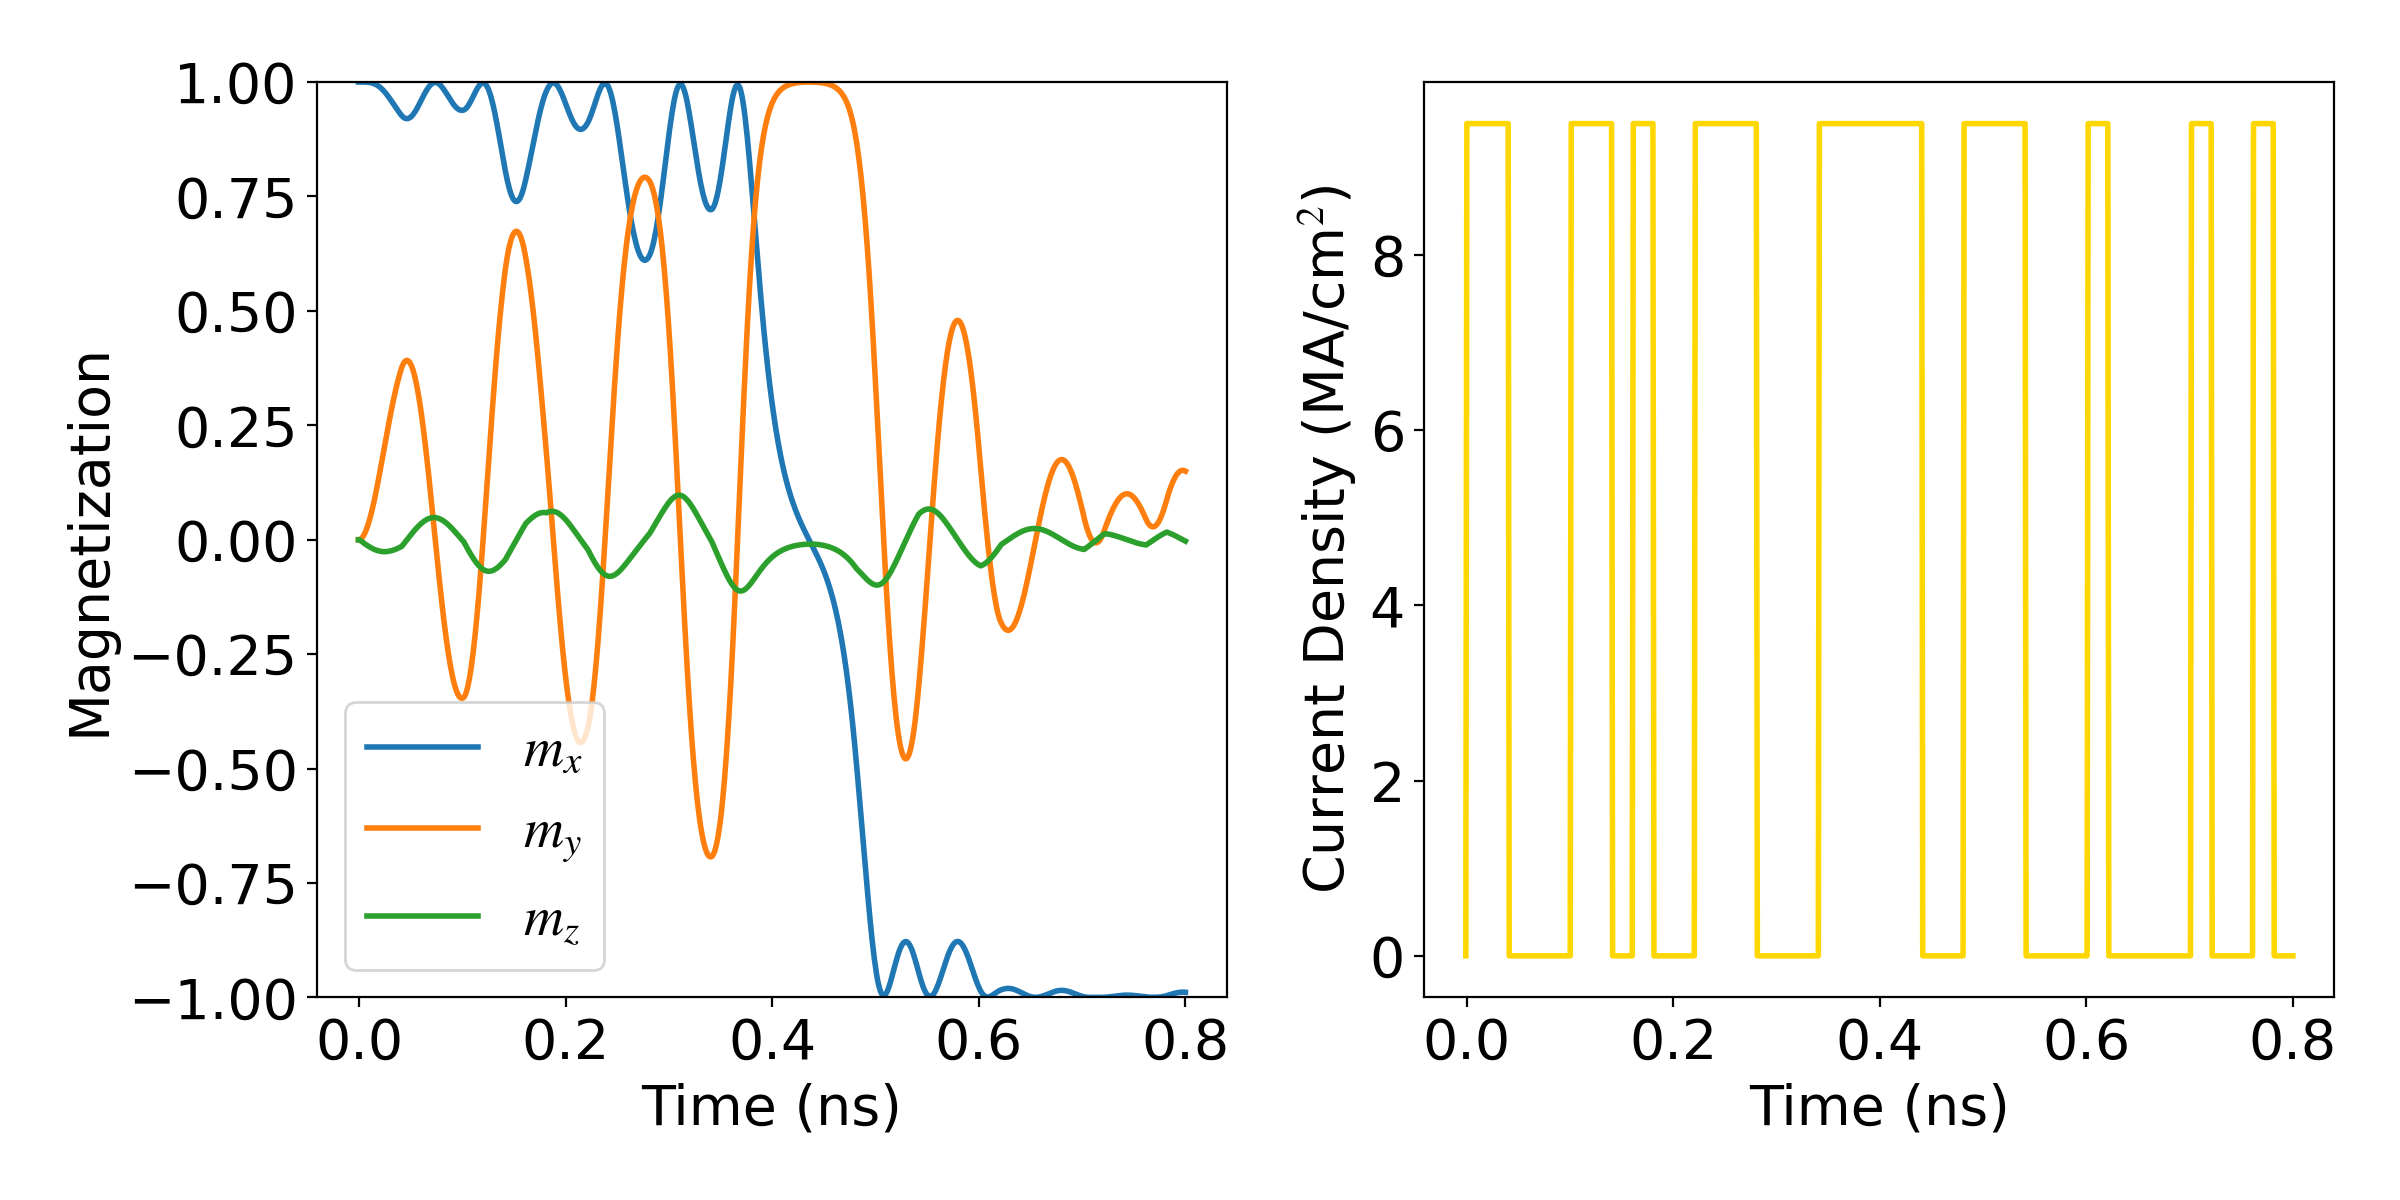 1.00
0.75
0.50
0.25
0.00
−0.25
−0.50
−0.75
−1.00
Magnetization
m_x
m_y
m_z
0.0 0.2 0.4 0.6 0.8
Time (ns)
8
6
4
2
0
Current Density (MA/cm²)
0.0 0.2 0.4 0.6 0.8
Time (ns)